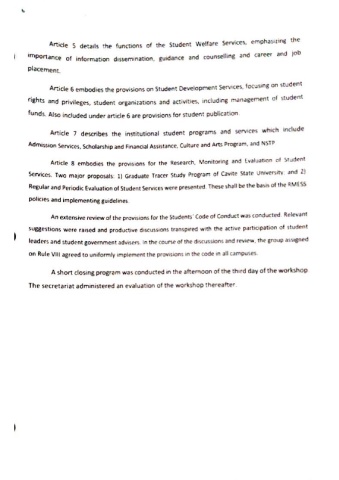 Article 5 details the functions of the Student Welfare Services, emphasizing the
importance of information dissemination, guidance and counselling and career and job
placement.
Article 6 embodies the provisions on Student Development Services, focusing on student
rights and privileges, student organizations and activities, including management of student
funds. Also included under article 6 are provisions for student publication.
Article 7 describes the institutional student programs and services which include
Admission Services, Scholarship and Financial Assistance, Culture and Arts Program, and NSTP
Article 8 embodies the provisions for the Research, Monitoring and Evaluation of Student
Services. Two major proposals: 1) Graduate Tracer Study Program of Cavite State University and 2)
Regular and Periodic Evaluation of Student Services were presented. These shall be the basis of the RMESS
policies and implementing guidelines.
An extensive review of the provisions for the Students' Code of Conduct was conducted. Relevant
suggestions were raised and productive discussions transpired with the active participation of student
leaders and student government advisers. In the course of the discussions and review, the group assigned
on Rule VIII agreed to uniformly implement the provisions in the code in all campuses.
A short closing program was conducted in the afternoon of the third day of the workshop
The secretariat administered an evaluation of the workshop thereafter.